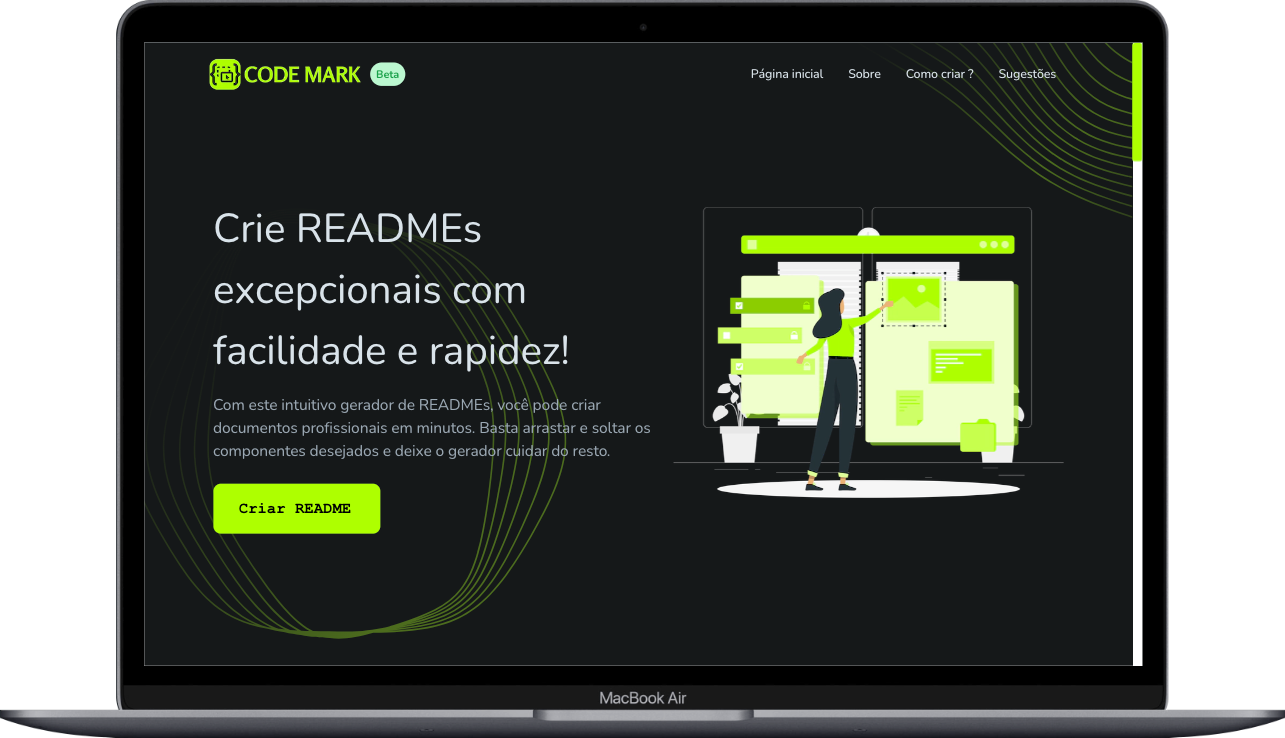 CODE MARK Beta
Página inicial Sobre Como criar ? Sugestões
Crie READMEs
excepcionais com
facilidade e rapidez!
Com este intuitivo gerador de READMEs, você pode criar
documentos profissionais em minutos. Basta arrastar e soltar os
componentes desejados e deixe o gerador cuidar do resto.
Criar README
MacBook Air